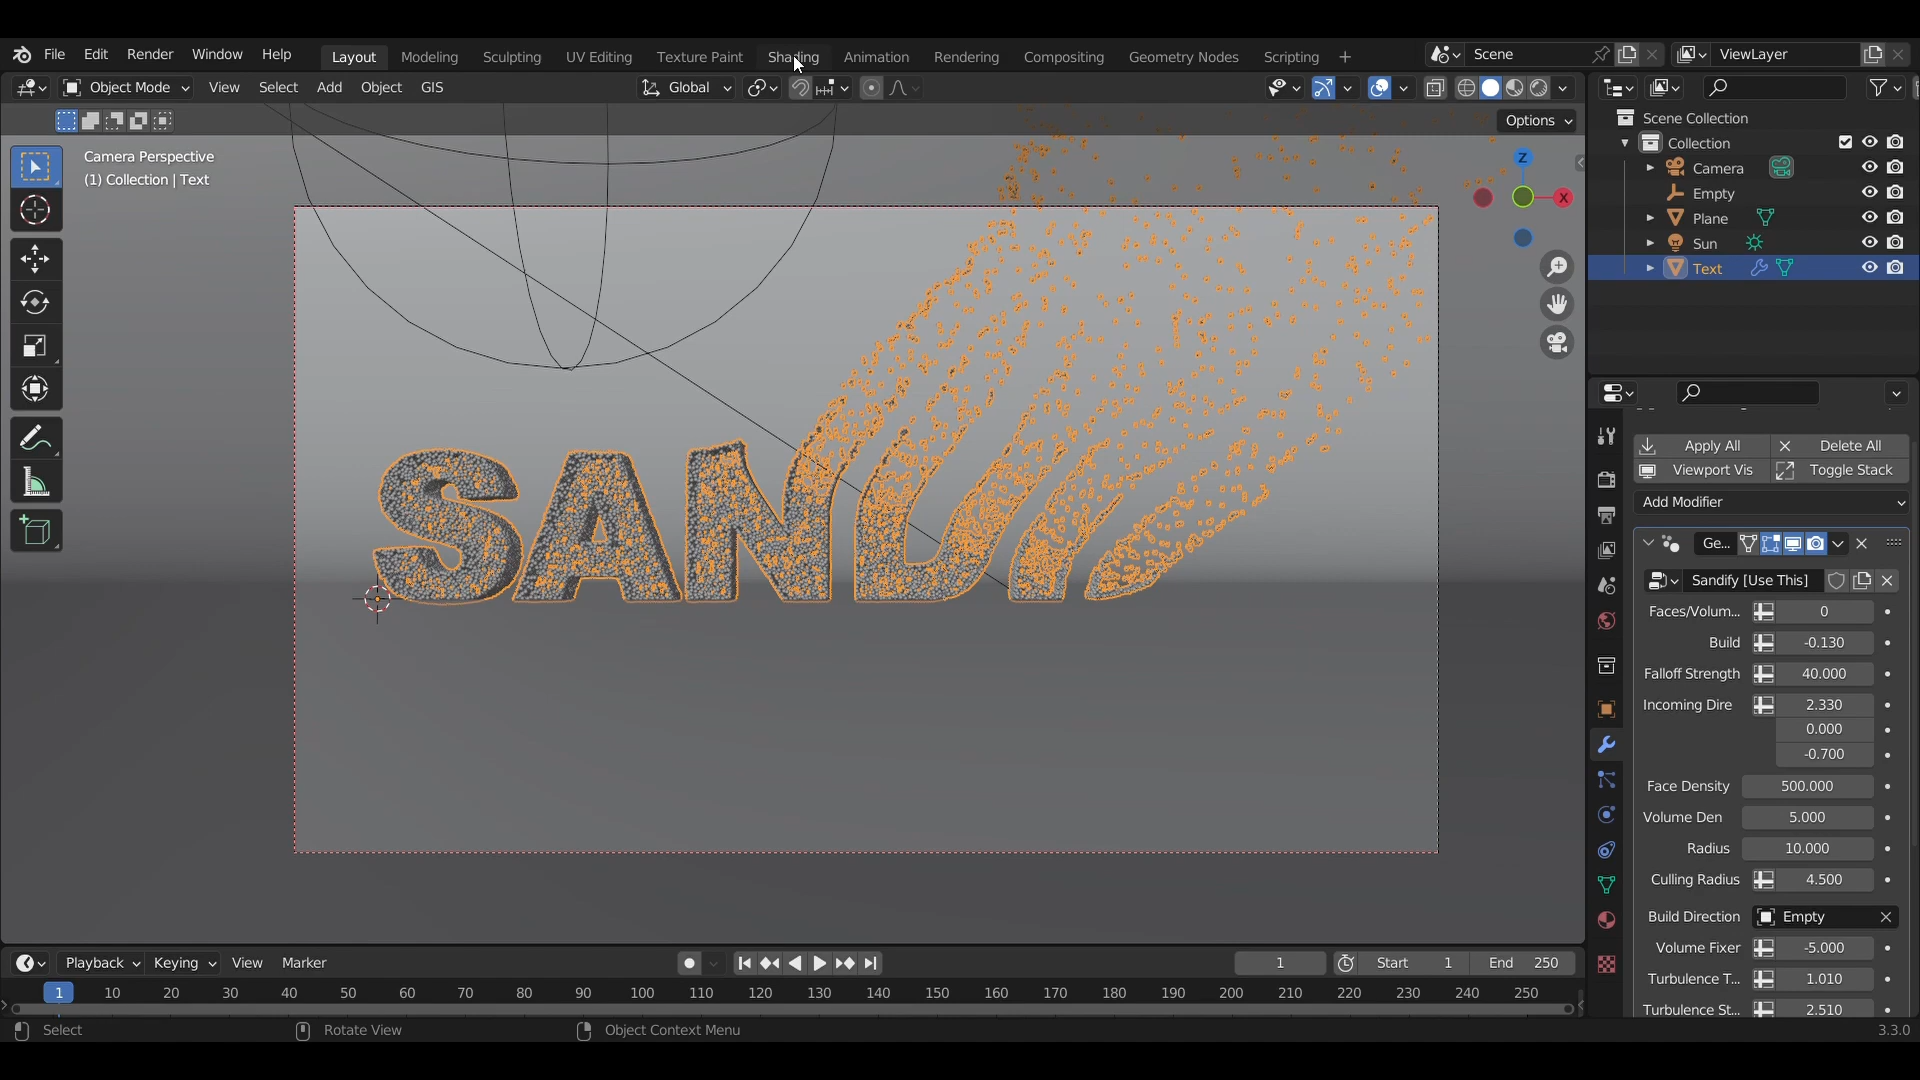 File Edit Render Window Help Layout Modeling Sculpting UV Editing Texture Paint Shading Animation Rendering Compositing Geometry Nodes Scripting + Scene ViewLayer
Object Mode View Select Add Object GIS Global
Options
Camera Perspective
(1) Collection | Text
Z
X
SAND
Scene Collection
Collection
Camera
Empty
Plane
Sun
Text
Apply All Delete All
Viewport Vis Toggle Stack
Add Modifier
Ge...
Sandify [Use This]
Faces/Volum... 0
Build -0.130
Falloff Strength 40.000
Incoming Dire 2.330
0.000
-0.700
Face Density 500.000
Volume Den 5.000
Radius 10.000
Culling Radius 4.500
Build Direction Empty
Volume Fixer -5.000
Turbulence T... 1.010
Turbulence St... 2.510
Playback Keying View Marker 1 Start 1 End 250
1 10 20 30 40 50 60 70 80 90 100 110 120 130 140 150 160 170 180 190 200 210 220 230 240 250
Select Rotate View Object Context Menu 3.3.0